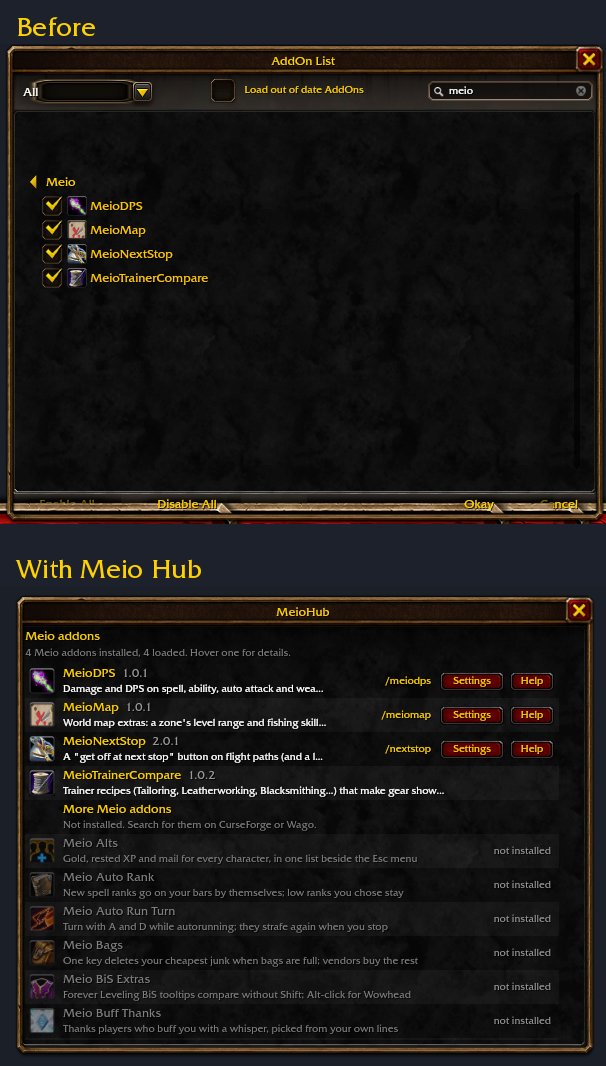 Before
AddOn List
All
Load out of date AddOns
meio
Meio
MeioDPS
MeioMap
MeioNextStop
MeioTrainerCompare
Enable All
Disable All
Okay
Cancel
With Meio Hub
MeioHub
Meio addons
4 Meio addons installed, 4 loaded. Hover one for details.
MeioDPS 1.0.1
Damage and DPS on spell, ability, auto attack and wea...
/meiodps
Settings
Help
MeioMap 1.0.1
World map extras: a zone's level range and fishing skill...
/meiomap
Settings
Help
MeioNextStop 2.0.1
A "get off at next stop" button on flight paths (and a l...
/nextstop
Settings
Help
MeioTrainerCompare 1.0.2
Trainer recipes (Tailoring, Leatherworking, Blacksmithing...) that make gear show...
More Meio addons
Not installed. Search for them on CurseForge or Wago.
Meio Alts
Gold, rested XP and mail for every character, in one list beside the Esc menu
not installed
Meio Auto Rank
New spell ranks go on your bars by themselves; low ranks you chose stay
not installed
Meio Auto Run Turn
Turn with A and D while autorunning; they strafe again when you stop
not installed
Meio Bags
One key deletes your cheapest junk when bags are full; vendors buy the rest
not installed
Meio BiS Extras
Forever Leveling BiS tooltips compare without Shift; Alt-click for Wowhead
not installed
Meio Buff Thanks
Thanks players who buff you with a whisper, picked from your own lines
not installed